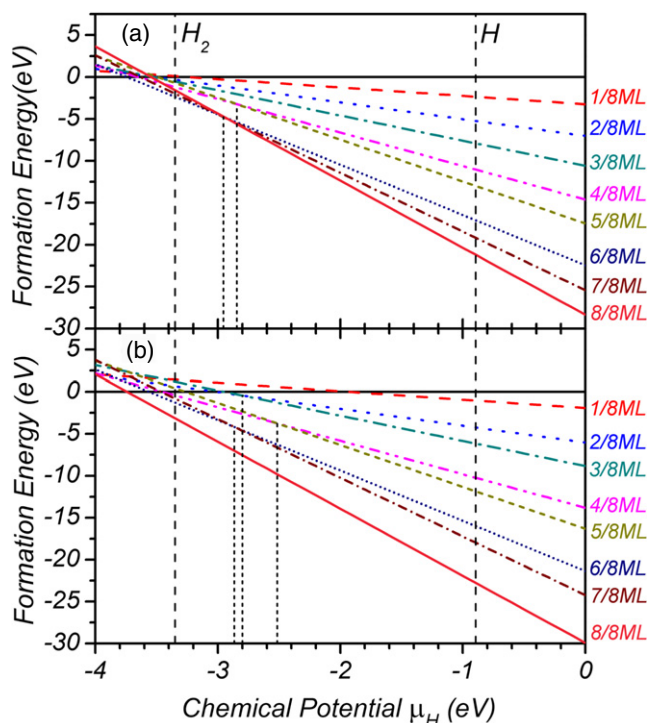 (a)
H2
H
Formation Energy(eV)
5
0
-5
-10
-15
-20
-25
-30
1/8ML
2/8ML
3/8ML
4/8ML
5/8ML
6/8ML
7/8ML
8/8ML
(b)
Formation Energy (eV)
5
0
-5
-10
-15
-20
-25
-30
1/8ML
2/8ML
3/8ML
4/8ML
5/8ML
6/8ML
7/8ML
8/8ML
-4
-3
-2
-1
0
Chemical Potential μH (eV)